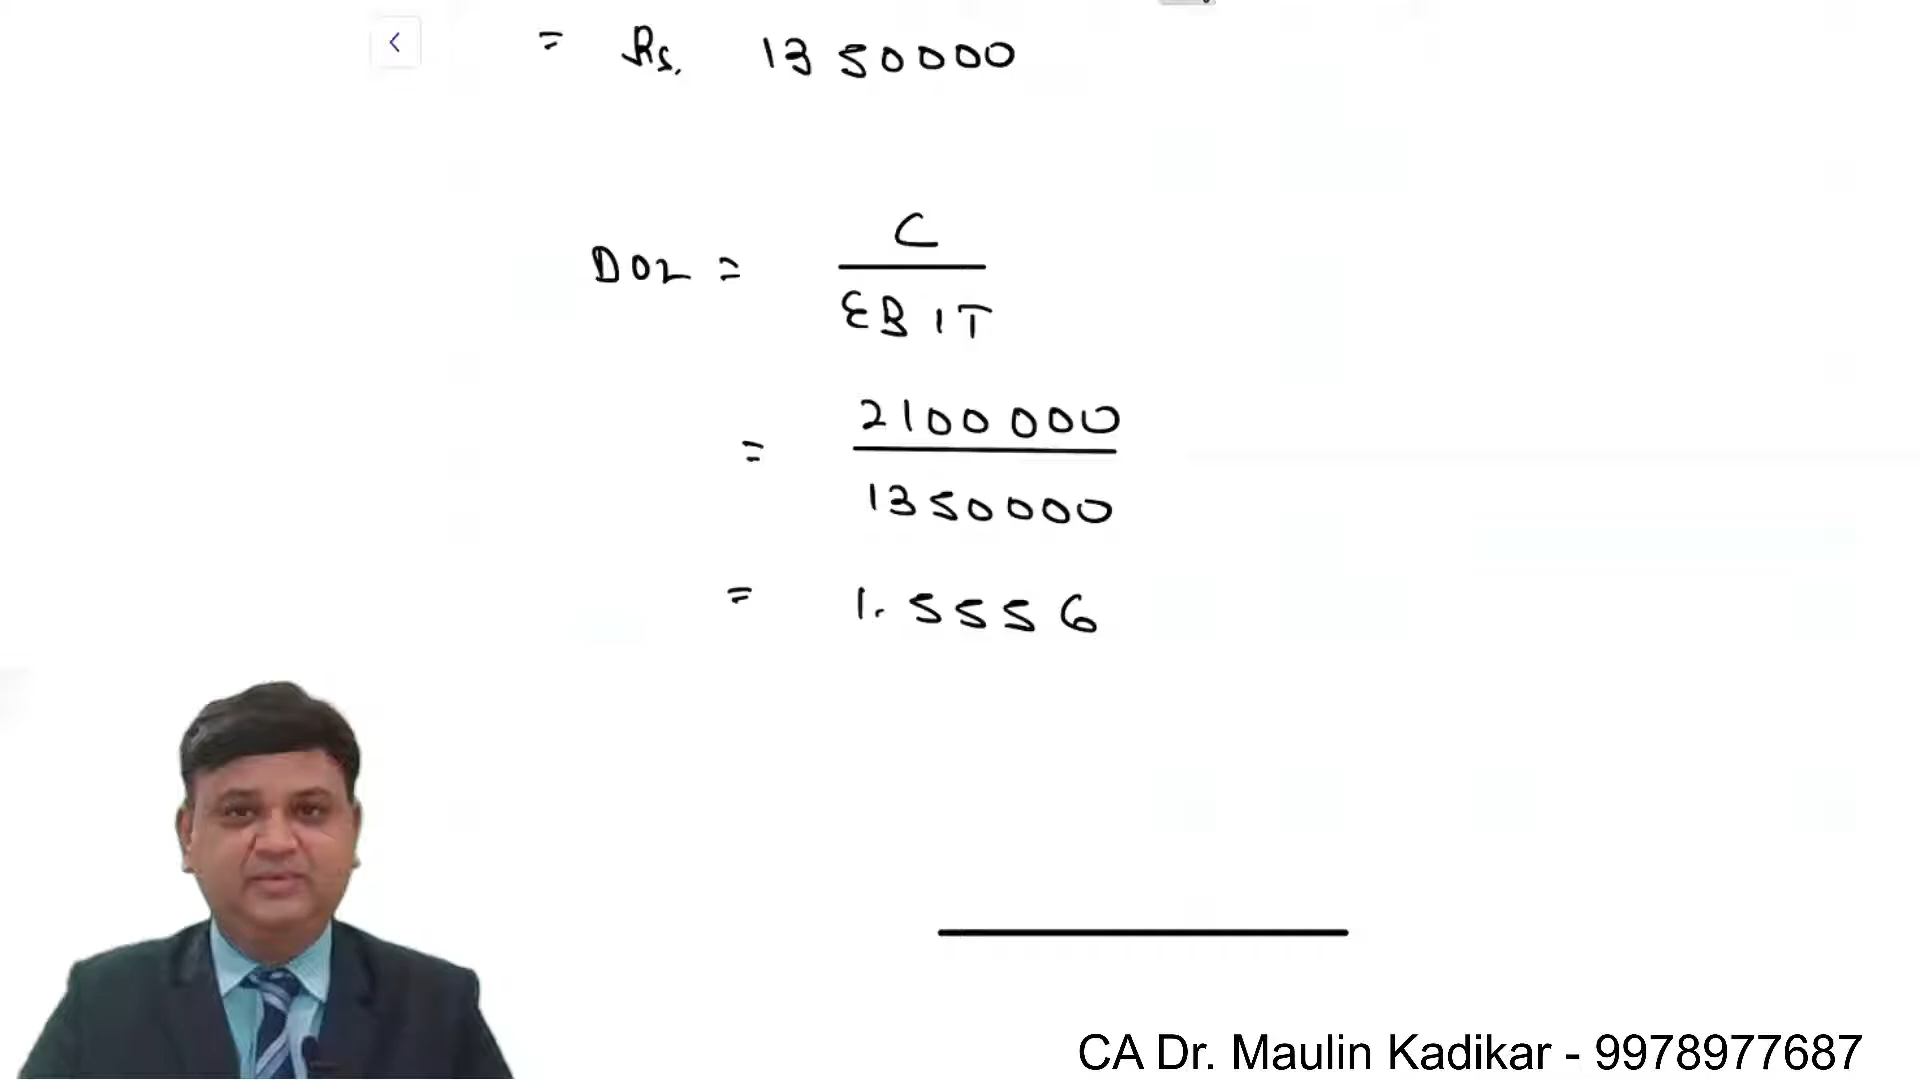 = Rs. 1350000
DOL = C
EBIT
= 2100000
1350000
= 1.5556
CA Dr. Maulin Kadikar - 9978977687